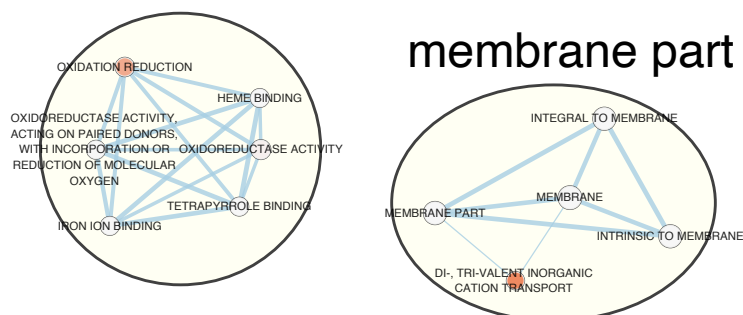 OXIDATION REDUCTION
HEME BINDING
OXIDOREDUCTASE ACTIVITY,
ACTING ON PAIRED DONORS,
WITH INCORPORATION OR
REDUCTION OF MOLECULAR
OXYGEN
OXIDOREDUCTASE ACTIVITY
TETRAPYRROLE BINDING
IRON ION BINDING
membrane part
INTEGRAL TO MEMBRANE
MEMBRANE
MEMBRANE PART
INTRINSIC TO MEMBRANE
DI-, TRI-VALENT INORGANIC
CATION TRANSPORT